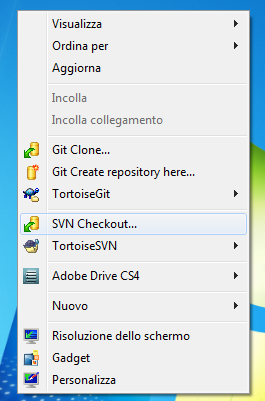 Visualizza
Ordina per
Aggiorna
Incolla
Incolla collegamento
Git Clone...
Git Create repository here...
TortoiseGit
SVN Checkout...
TortoiseSVN
Adobe Drive CS4
Nuovo
Risoluzione dello schermo
Gadget
Personalizza